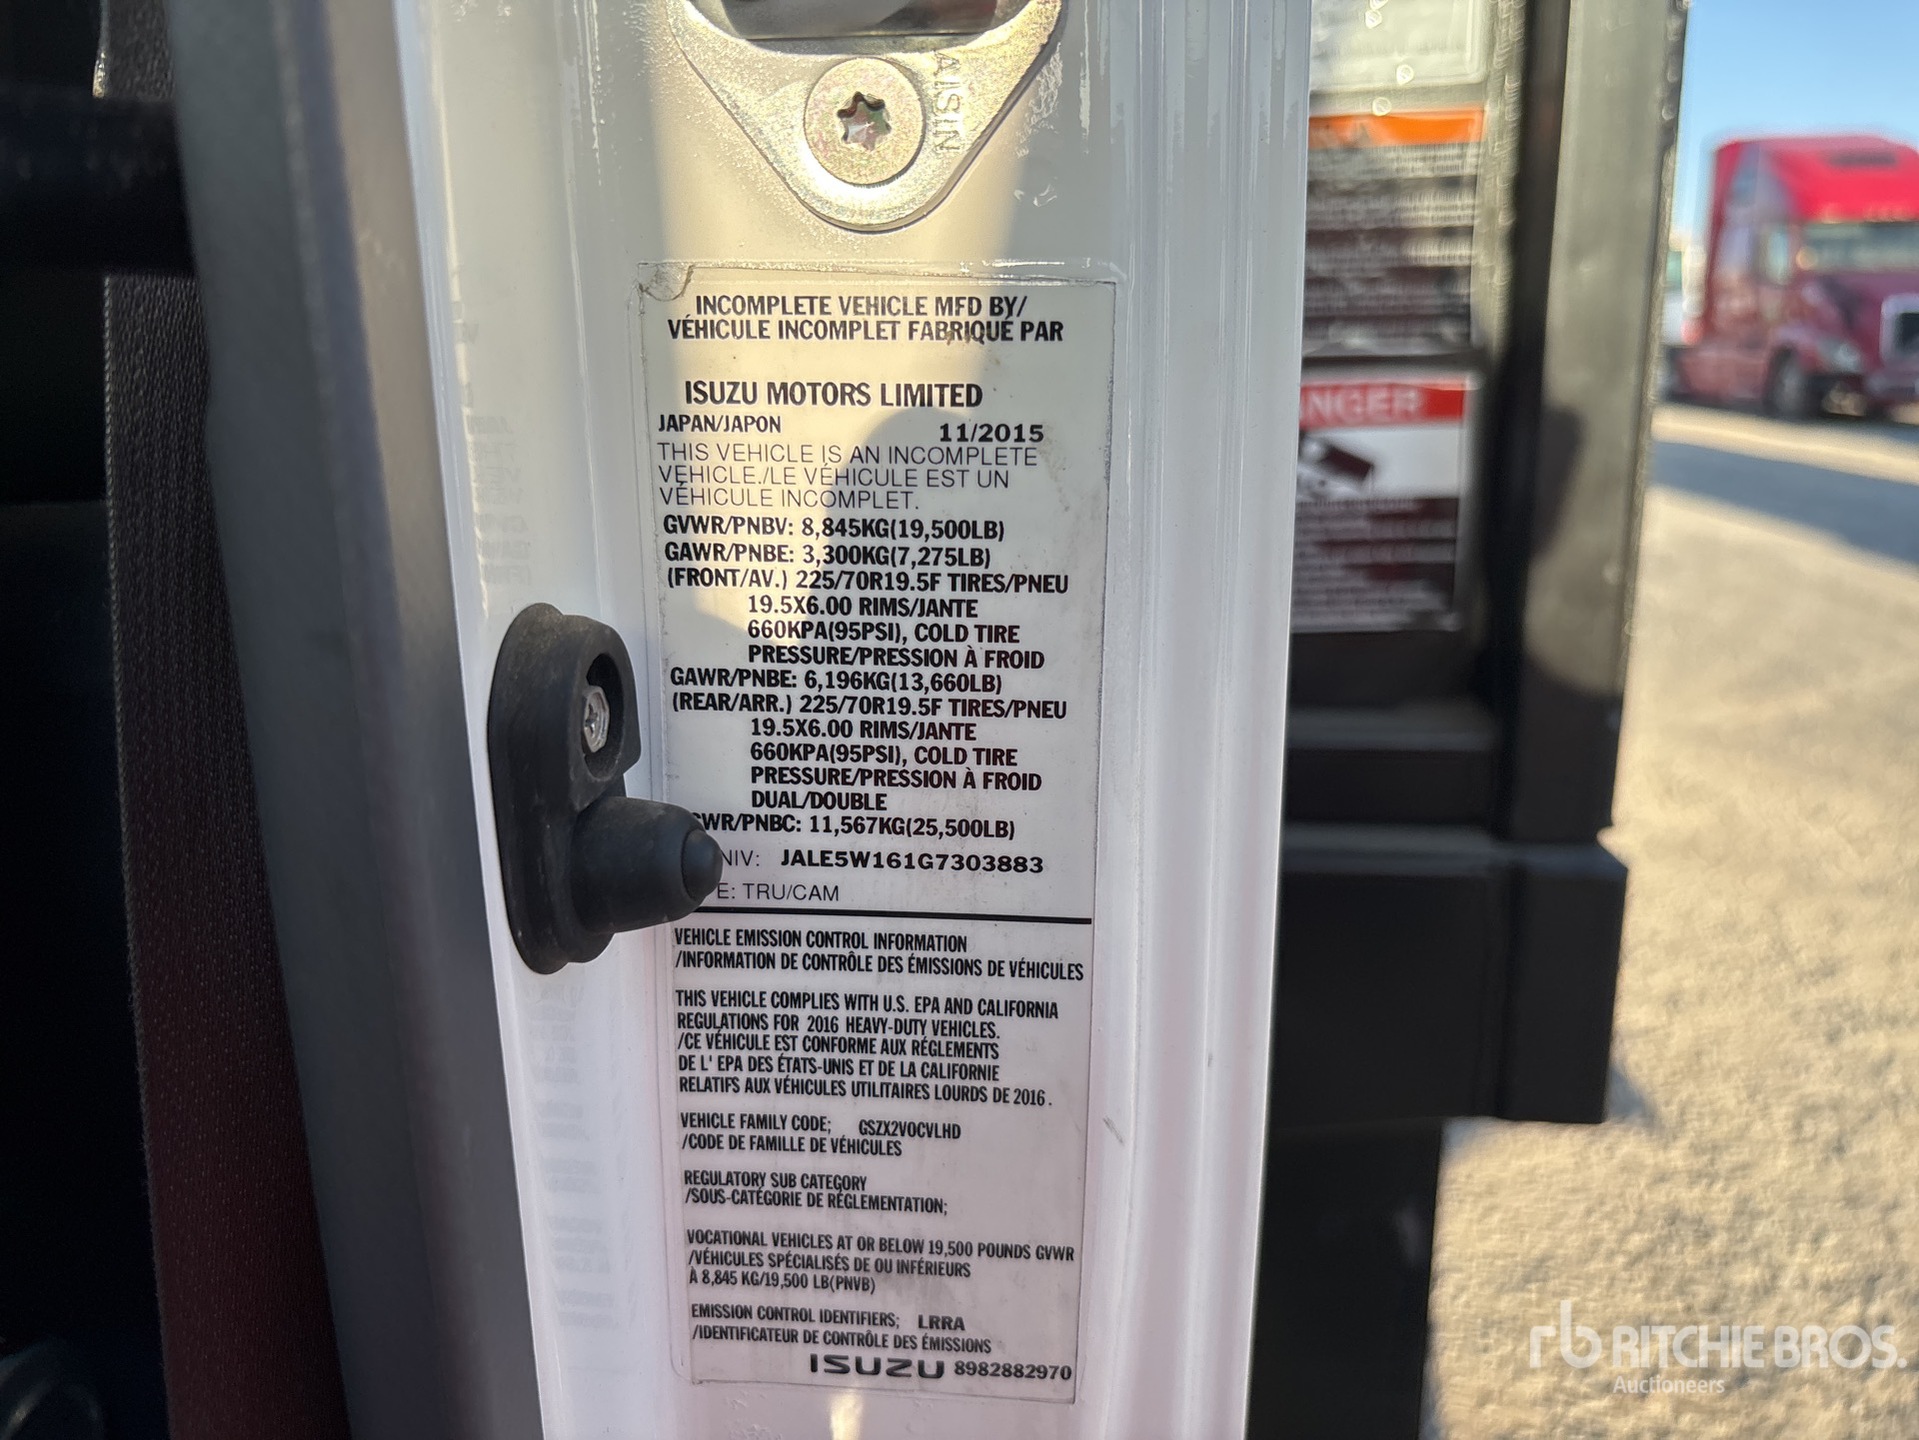 AISIN
INCOMPLETE VEHICLE MFD BY/
VÉHICULE INCOMPLET FABRIQUÉ PAR
ISUZU MOTORS LIMITED
JAPAN/JAPON 11/2015
THIS VEHICLE IS AN INCOMPLETE
VEHICLE./LE VÉHICULE EST UN
VÉHICULE INCOMPLET.
GVWR/PNBV: 8,845KG(19,500LB)
GAWR/PNBE: 3,300KG(7,275LB)
(FRONT/AV.) 225/70R19.5F TIRES/PNEU
19.5X6.00 RIMS/JANTE
660KPA(95PSI), COLD TIRE
PRESSURE/PRESSION À FROID
GAWR/PNBE: 6,196KG(13,660LB)
(REAR/ARR.) 225/70R19.5F TIRES/PNEU
19.5X6.00 RIMS/JANTE
660KPA(95PSI), COLD TIRE
PRESSURE/PRESSION À FROID
DUAL/DOUBLE
WR/PNBC: 11,567KG(25,500LB)
NIV: JALE5W161G7303883
E: TRU/CAM
VEHICLE EMISSION CONTROL INFORMATION
/INFORMATION DE CONTRÔLE DES ÉMISSIONS DE VÉHICULES
THIS VEHICLE COMPLIES WITH U.S. EPA AND CALIFORNIA
REGULATIONS FOR 2016 HEAVY-DUTY VEHICLES.
/CE VÉHICULE EST CONFORME AUX RÉGLEMENTS
DE L' EPA DES ÉTATS-UNIS ET DE LA CALIFORNIE
RELATIFS AUX VÉHICULES UTILITAIRES LOURDS DE 2016.
VEHICLE FAMILY CODE; GSZX2VOCVLHD
/CODE DE FAMILLE DE VÉHICULES
REGULATORY SUB CATEGORY
/SOUS-CATÉGORIE DE RÉGLEMENTATION;
VOCATIONAL VEHICLES AT OR BELOW 19,500 POUNDS GVWR
/VÉHICULES SPÉCIALISÉS DE OU INFÉRIEURS
À 8,845 KG/19,500 LB(PNVB)
EMISSION CONTROL IDENTIFIERS; LRRA
/IDENTIFICATEUR DE CONTRÔLE DES ÉMISSIONS
ISUZU 8982882970
NGER
rb RITCHIE BROS.
Auctioneers